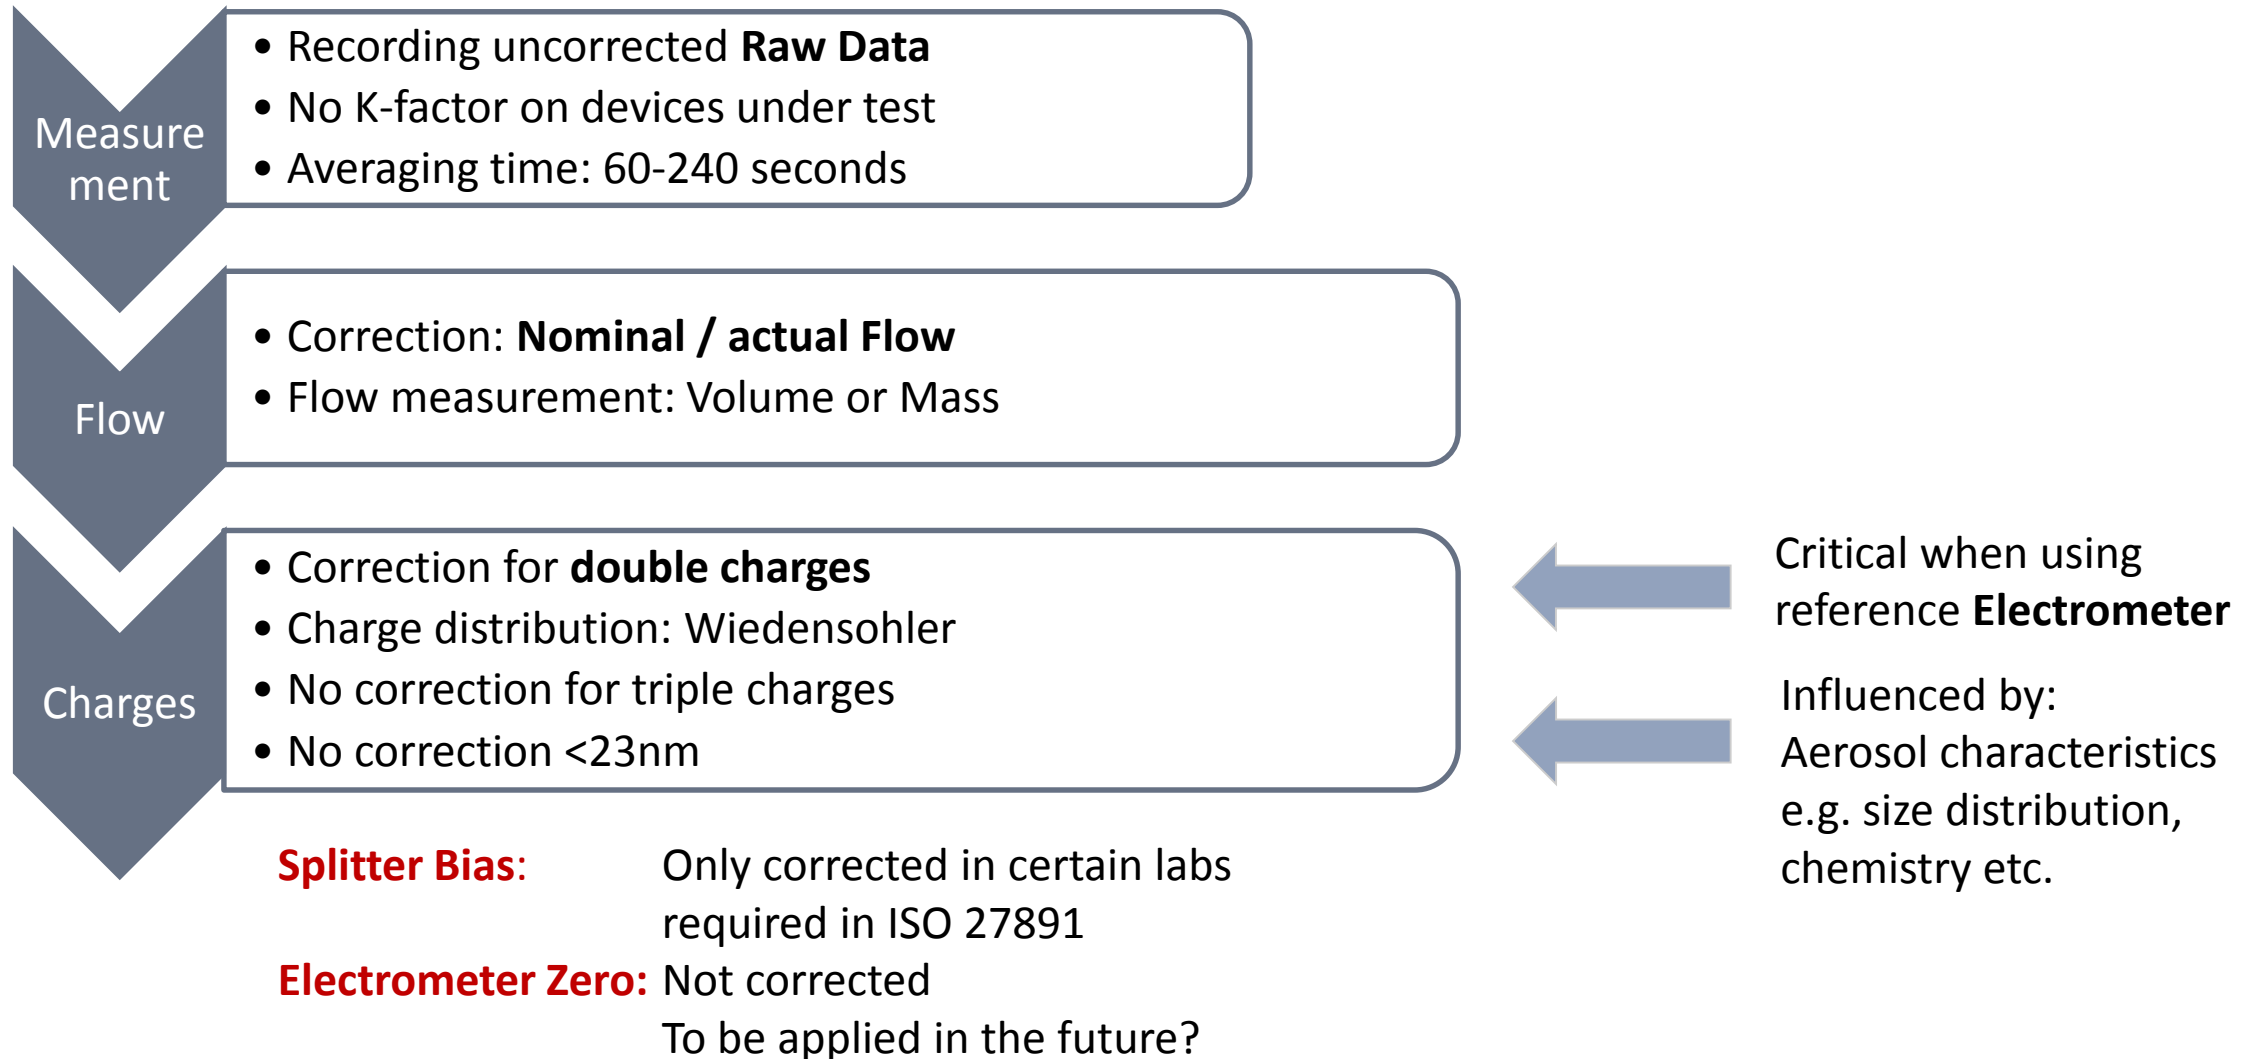 Measure
ment
• Recording uncorrected Raw Data
• No K-factor on devices under test
• Averaging time: 60-240 seconds
Flow
• Correction: Nominal / actual Flow
• Flow measurement: Volume or Mass
Charges
• Correction for double charges
• Charge distribution: Wiedensohler
• No correction for triple charges
• No correction <23nm
Critical when using
reference Electrometer
Influenced by:
Aerosol characteristics
e.g. size distribution,
chemistry etc.
Splitter Bias: Only corrected in certain labs
required in ISO 27891
Electrometer Zero: Not corrected
To be applied in the future?